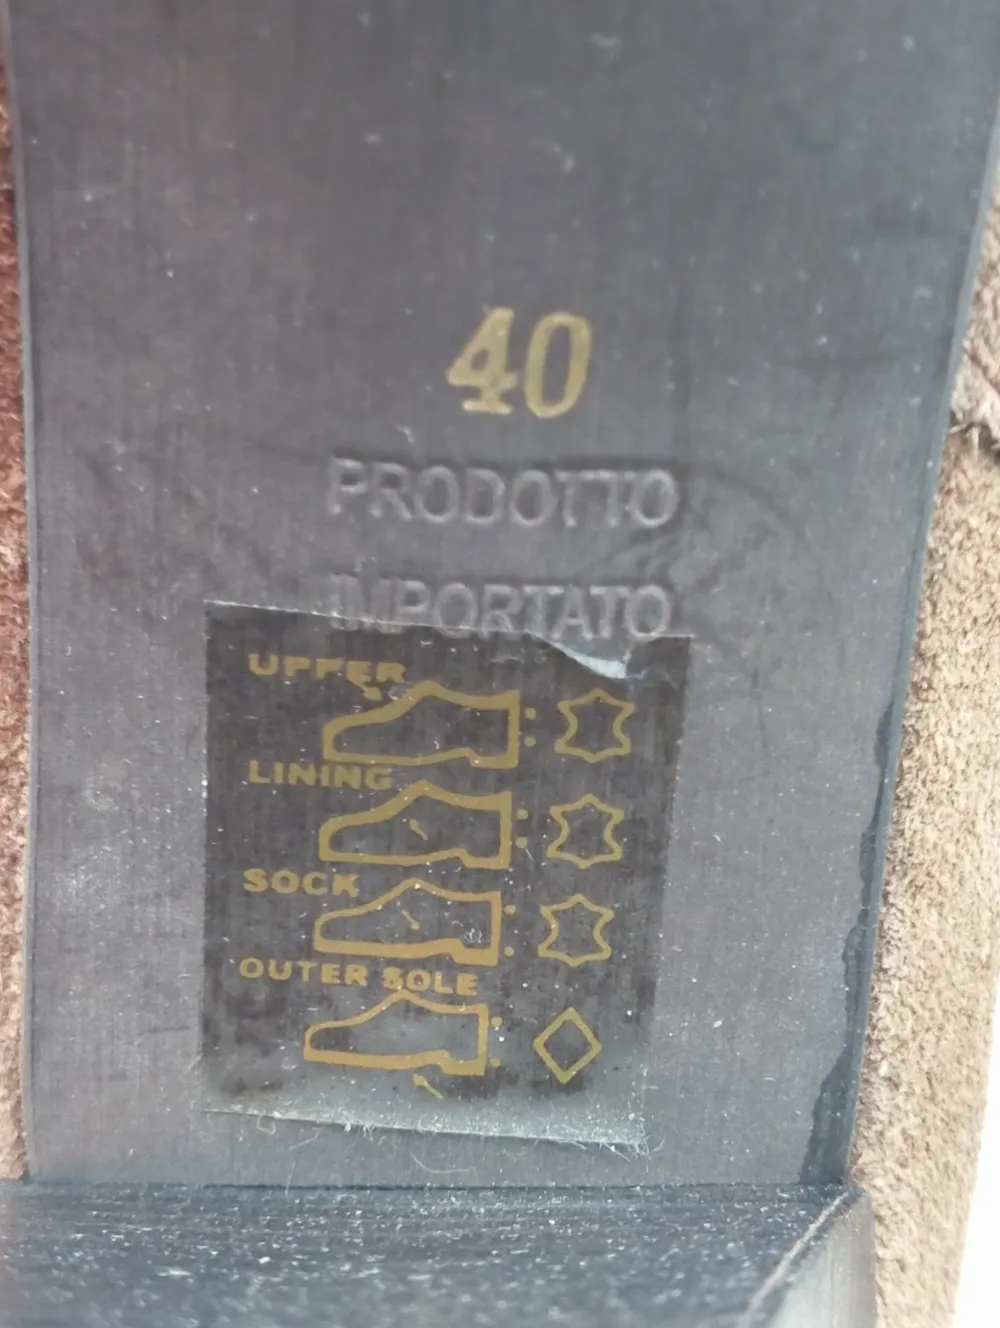 40
PRODOTTO
IMPORTATO
UPPER
LINING
SOCK
OUTER SOLE